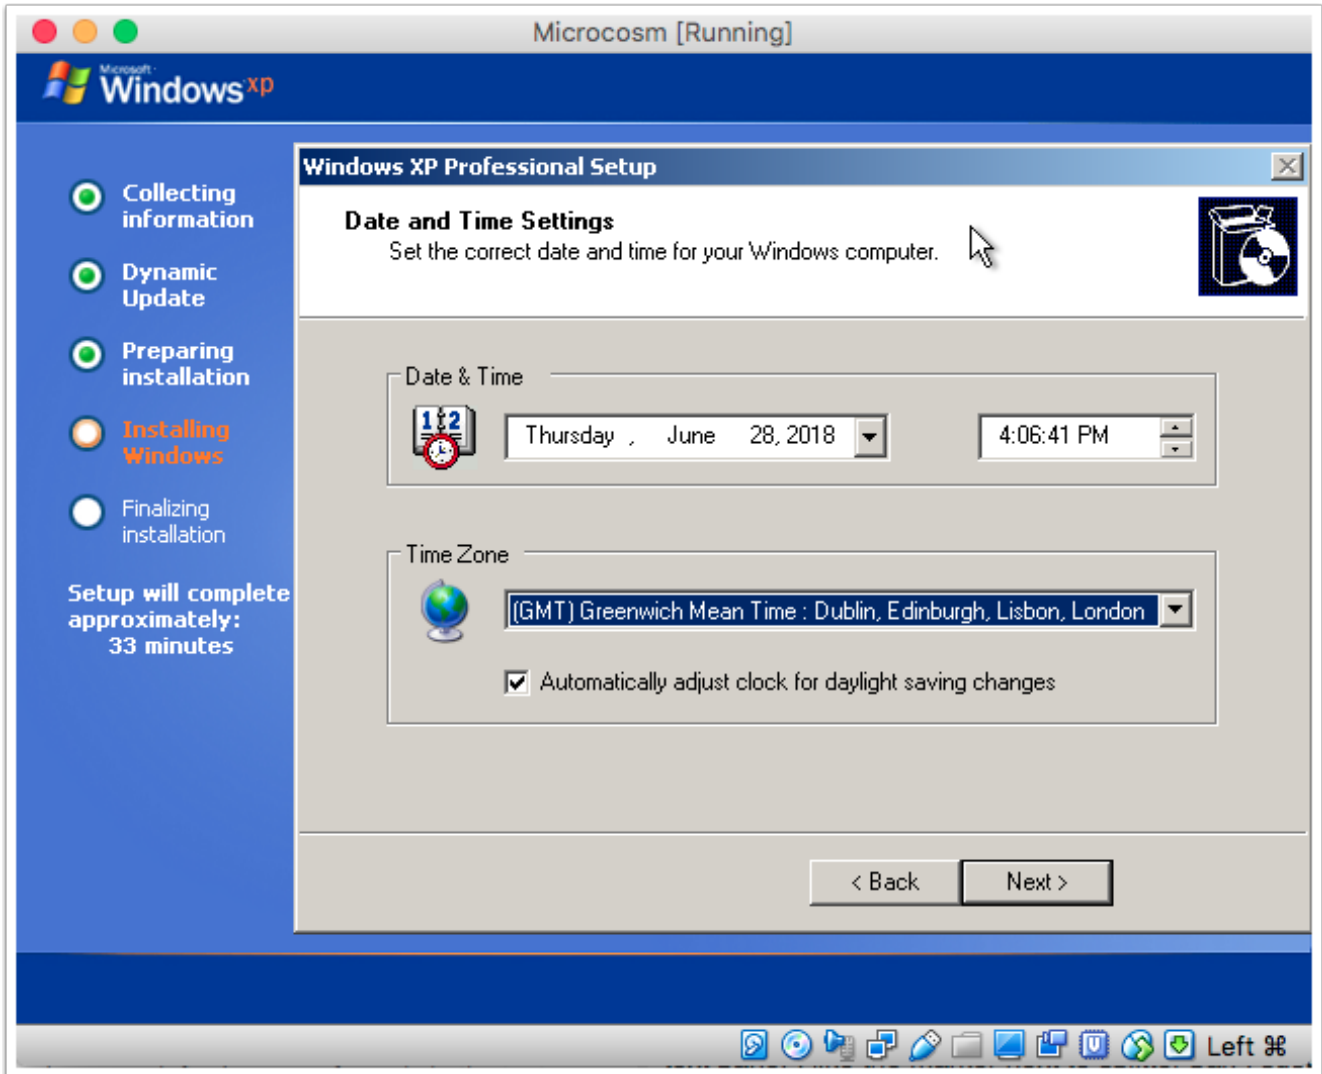 Microcosm [Running]
Microsoft
Windows xp
Collecting
information
Dynamic
Update
Preparing
installation
Installing
Windows
Finalizing
installation
Setup will complete
approximately:
33 minutes
Windows XP Professional Setup
Date and Time Settings
Set the correct date and time for your Windows computer.
Date & Time
12
Thursday , June 28, 2018
4:06:41 PM
Time Zone
(GMT) Greenwich Mean Time : Dublin, Edinburgh, Lisbon, London
Automatically adjust clock for daylight saving changes
< Back
Next >
Left ⌘